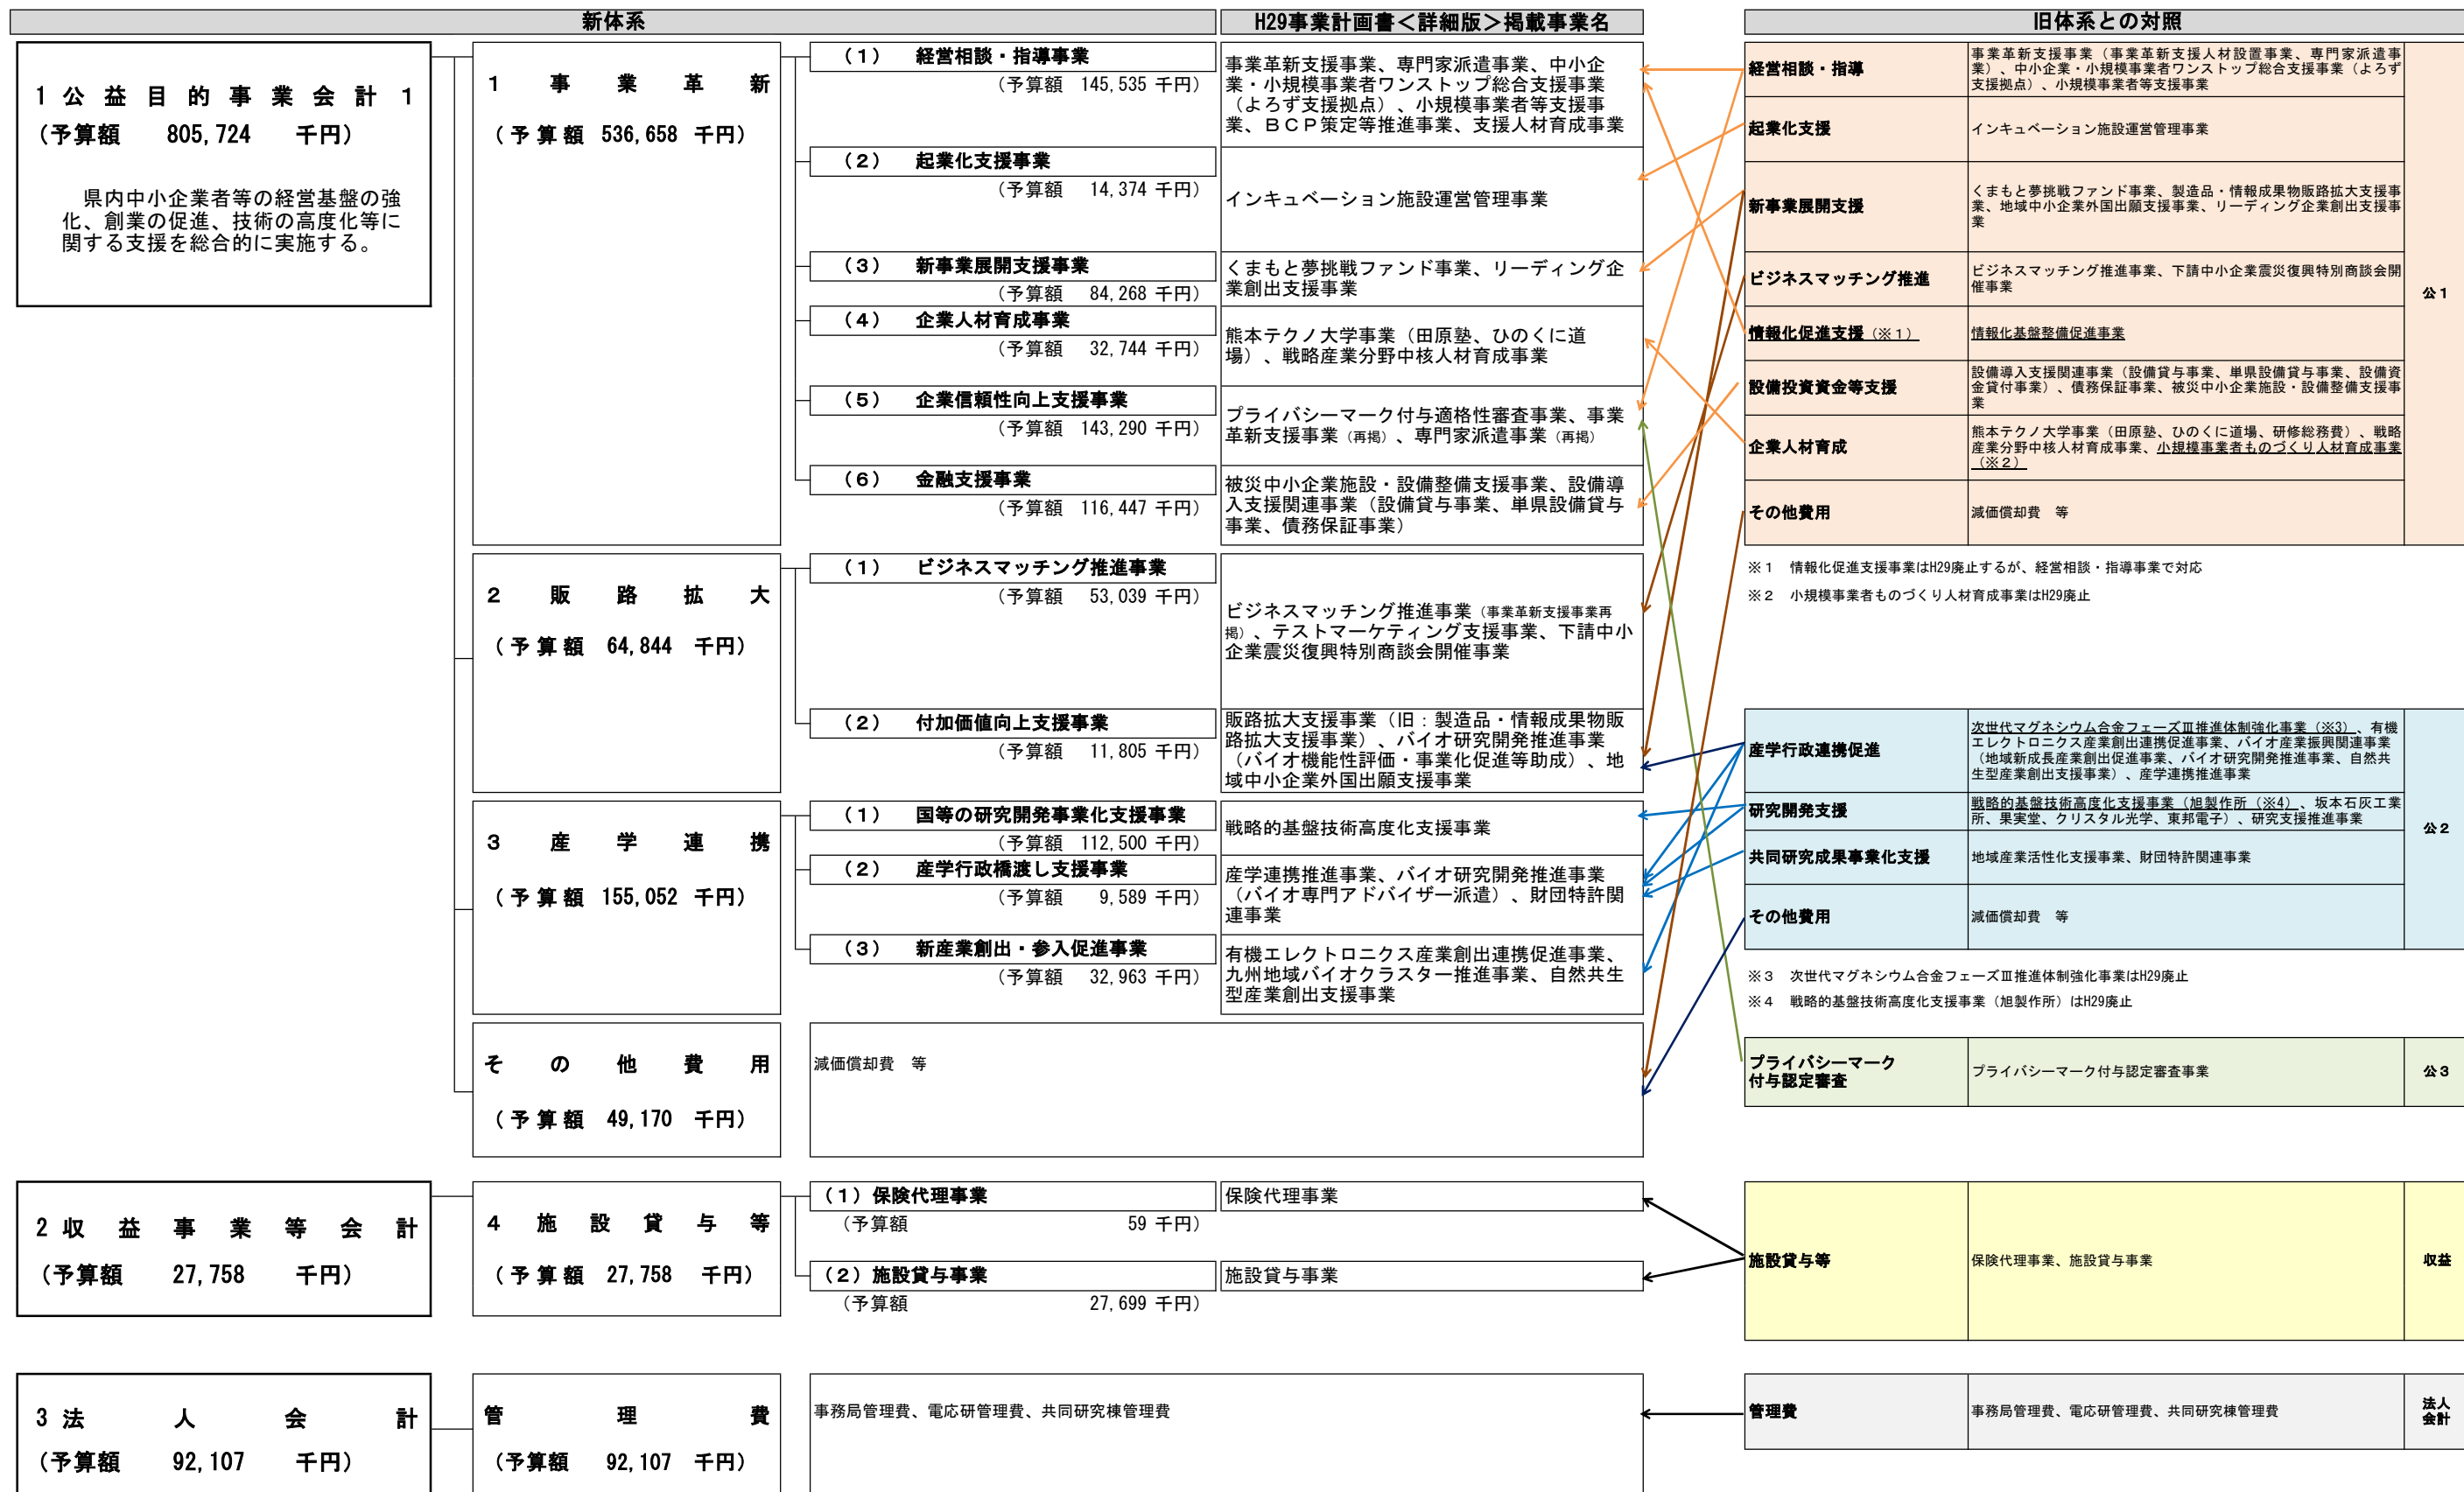 新体系
H29事業計画書＜詳細版＞掲載事業名
旧体系との対照
1 公益目的事業会計1
（予算額　805,724　千円）
県内中小企業者等の経営基盤の強
化、創業の促進、技術の高度化等に
関する支援を総合的に実施する。
1　事業革新
（予算額　536,658　千円）
（1）　経営相談・指導事業
（予算額　145,535 千円）
事業革新支援事業、専門家派遣事業、中小企
業・小規模事業者ワンストップ総合支援事業
（よろず支援拠点）、小規模事業者等支援事
業、ＢＣＰ策定等推進事業、支援人材育成事業
（2）　起業化支援事業
（予算額　14,374 千円）
インキュベーション施設運営管理事業
（3）　新事業展開支援事業
（予算額　84,268 千円）
くまもと夢挑戦ファンド事業、リーディング企
業創出支援事業
（4）　企業人材育成事業
（予算額　32,744 千円）
熊本テクノ大学事業（田原塾、ひのくに道
場）、戦略産業分野中核人材育成事業
（5）　企業信頼性向上支援事業
（予算額　143,290 千円）
プライバシーマーク付与適格性審査事業、事業
革新支援事業（再掲）、専門家派遣事業（再掲）
（6）　金融支援事業
（予算額　116,447 千円）
被災中小企業施設・設備整備支援事業、設備導
入支援関連事業（設備貸与事業、単県設備貸与
事業、債務保証事業）
2　販路拡大
（予算額　64,844　千円）
（1）　ビジネスマッチング推進事業
（予算額　53,039 千円）
ビジネスマッチング推進事業（事業革新支援事業再
掲）、テストマーケティング支援事業、下請中小
企業震災復興特別商談会開催事業
（2）　付加価値向上支援事業
（予算額　11,805 千円）
販路拡大支援事業（旧：製造品・情報成果物販
路拡大支援事業）、バイオ研究開発推進事業
（バイオ機能性評価・事業化促進等助成）、地
域中小企業外国出願支援事業
3　産学連携
（予算額　155,052　千円）
（1）　国等の研究開発事業化支援事業
（予算額　112,500 千円）
戦略的基盤技術高度化支援事業
（2）　産学行政橋渡し支援事業
（予算額　9,589 千円）
産学連携推進事業、バイオ研究開発推進事業
（バイオ専門アドバイザー派遣）、財団特許関
連事業
（3）　新産業創出・参入促進事業
（予算額　32,963 千円）
有機エレクトロニクス産業創出連携促進事業、
九州地域バイオクラスター推進事業、自然共生
型産業創出支援事業
その他費用
（予算額　49,170　千円）
減価償却費　等
2 収益事業等会計
（予算額　27,758　千円）
4　施設貸与等
（予算額　27,758　千円）
（1）保険代理事業
（予算額　59 千円）
保険代理事業
（2）施設貸与事業
（予算額　27,699 千円）
施設貸与事業
3 法人会計
（予算額　92,107　千円）
管理費
（予算額　92,107　千円）
事務局管理費、電応研管理費、共同研究棟管理費
経営相談・指導
事業革新支援事業（事業革新支援人材設置事業、専門家派遣事
業）、中小企業・小規模事業者ワンストップ総合支援事業（よろず
支援拠点）、小規模事業者等支援事業
起業化支援
インキュベーション施設運営管理事業
新事業展開支援
くまもと夢挑戦ファンド事業、製造品・情報成果物販路拡大支援事
業、地域中小企業外国出願支援事業、リーディング企業創出支援事
業
ビジネスマッチング推進
ビジネスマッチング推進事業、下請中小企業震災復興特別商談会開
催事業
公1
情報化促進支援（※1）
情報化基盤整備促進事業
設備投資資金等支援
設備導入支援関連事業（設備貸与事業、単県設備貸与事業、設備資
金貸付事業）、債務保証事業、被災中小企業施設・設備整備支援事
業
企業人材育成
熊本テクノ大学事業（田原塾、ひのくに道場、研修総務費）、戦略
産業分野中核人材育成事業、小規模事業者ものづくり人材育成事業
（※2）
その他費用
減価償却費　等
※1　情報化促進支援事業はH29廃止するが、経営相談・指導事業で対応
※2　小規模事業者ものづくり人材育成事業はH29廃止
産学行政連携促進
次世代マグネシウム合金フェーズⅢ推進体制強化事業（※3）、有機
エレクトロニクス産業創出連携促進事業、バイオ産業振興関連事業
（地域新成長産業創出促進事業、バイオ研究開発推進事業、自然共
生型産業創出支援事業）、産学連携推進事業
研究開発支援
戦略的基盤技術高度化支援事業（旭製作所（※4）、坂本石灰工業
所、果実堂、クリスタル光学、東邦電子）、研究支援推進事業
公2
共同研究成果事業化支援
地域産業活性化支援事業、財団特許関連事業
その他費用
減価償却費　等
※3　次世代マグネシウム合金フェーズⅢ推進体制強化事業はH29廃止
※4　戦略的基盤技術高度化支援事業（旭製作所）はH29廃止
プライバシーマーク
付与認定審査
プライバシーマーク付与認定審査事業
公3
施設貸与等
保険代理事業、施設貸与事業
収益
管理費
事務局管理費、電応研管理費、共同研究棟管理費
法人
会計